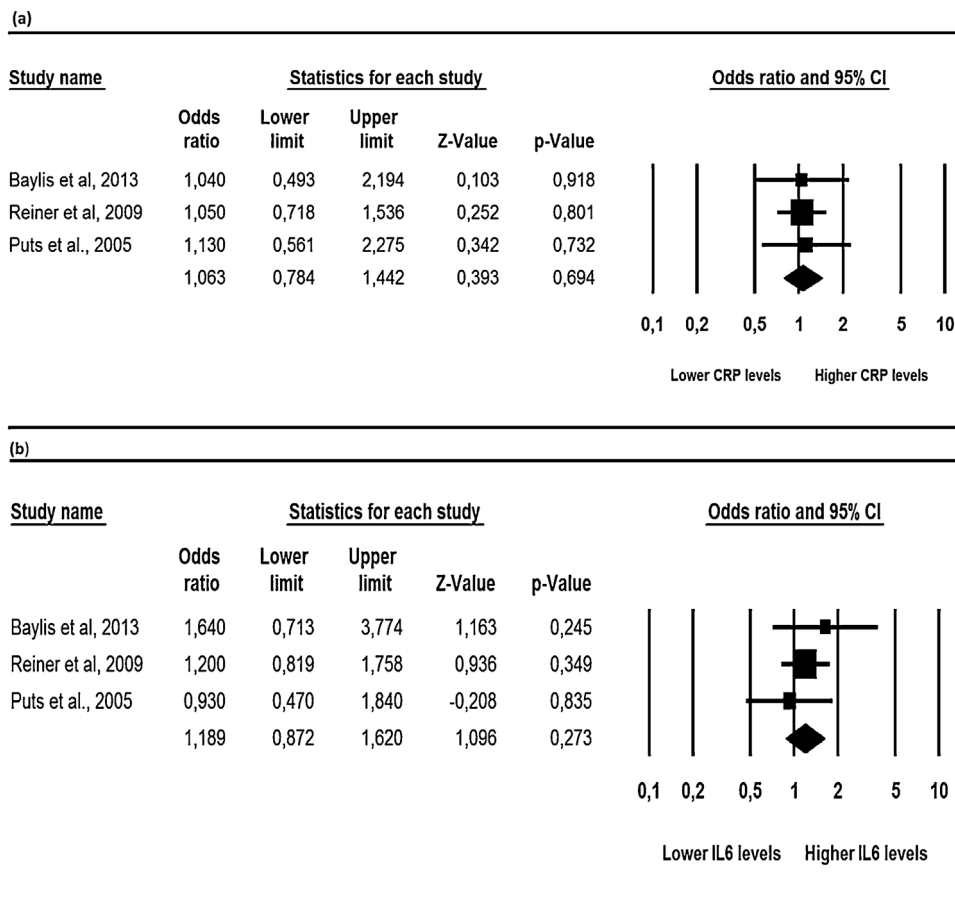 (a)
Study name Statistics for each study Odds ratio and 95% CI
Odds Lower Upper
ratio limit limit Z-Value p-Value
Baylis et al, 2013 1,040 0,493 2,194 0,103 0,918
Reiner et al, 2009 1,050 0,718 1,536 0,252 0,801
Puts et al., 2005 1,130 0,561 2,275 0,342 0,732
1,063 0,784 1,442 0,393 0,694
0,1 0,2 0,5 1 2 5 10
Lower CRP levels Higher CRP levels
(b)
Study name Statistics for each study Odds ratio and 95% CI
Odds Lower Upper
ratio limit limit Z-Value p-Value
Baylis et al, 2013 1,640 0,713 3,774 1,163 0,245
Reiner et al, 2009 1,200 0,819 1,758 0,936 0,349
Puts et al., 2005 0,930 0,470 1,840 -0,208 0,835
1,189 0,872 1,620 1,096 0,273
0,1 0,2 0,5 1 2 5 10
Lower IL6 levels Higher IL6 levels